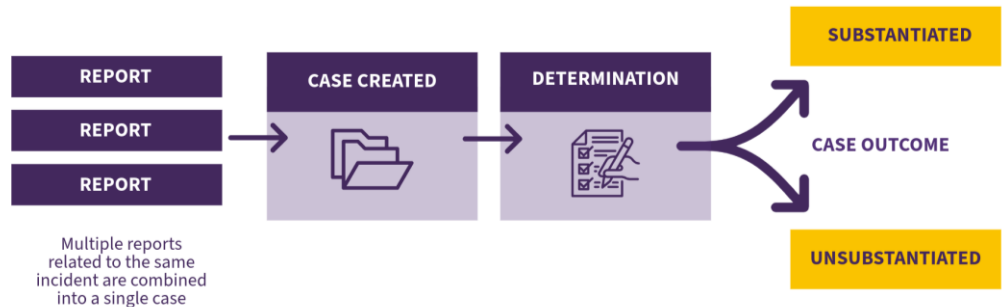 REPORT
REPORT
REPORT
Multiple reports
related to the same
incident are combined
into a single case
CASE CREATED
DETERMINATION
SUBSTANTIATED
CASE OUTCOME
UNSUBSTANTIATED